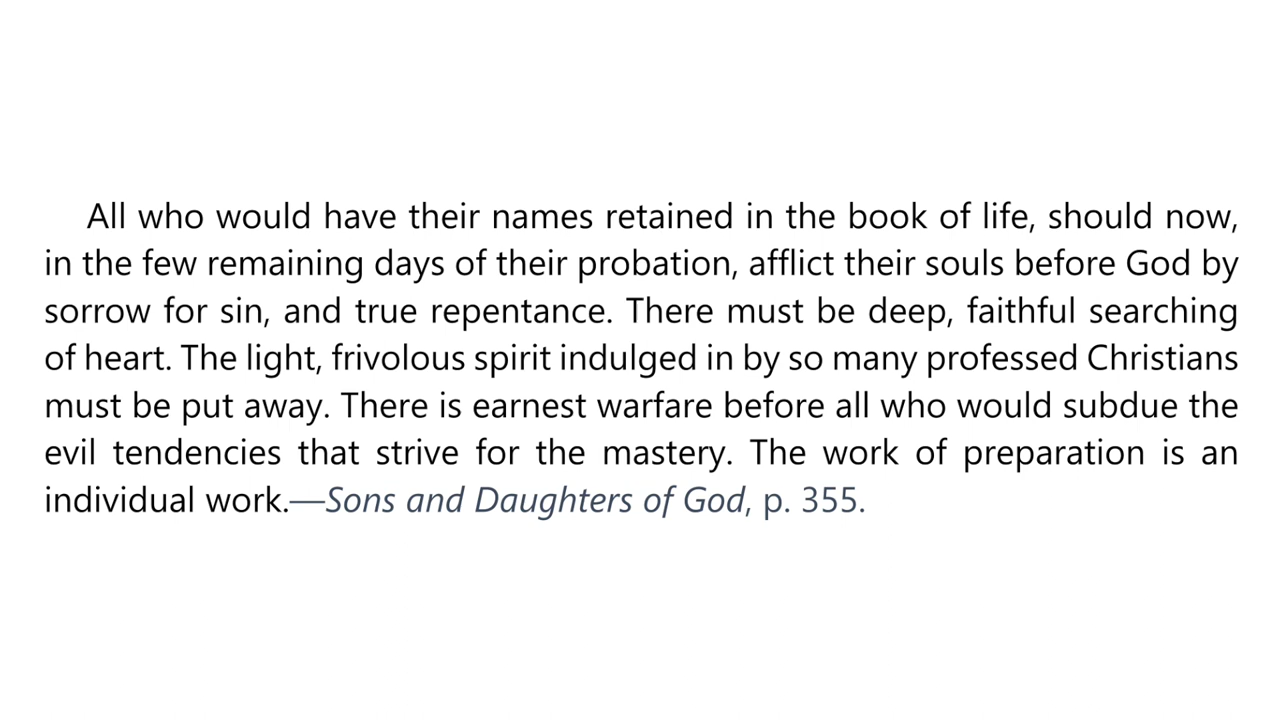 All who would have their names retained in the book of life, should now,
in the few remaining days of their probation, afflict their souls before God by
sorrow for sin, and true repentance. There must be deep, faithful searching
of heart. The light, frivolous spirit indulged in by so many professed Christians
must be put away. There is earnest warfare before all who would subdue the
evil tendencies that strive for the mastery. The work of preparation is an
individual work.—Sons and Daughters of God, p. 355.